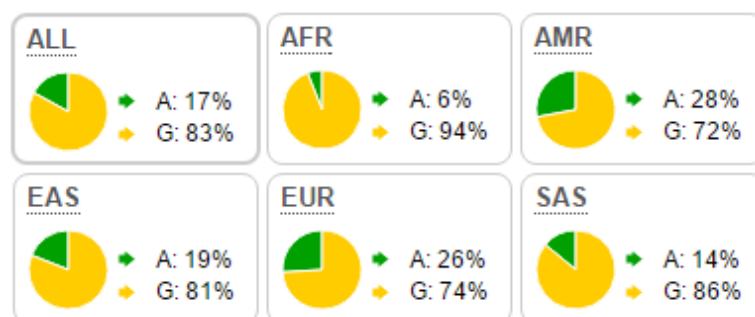 ALL
A: 17%
G: 83%
AFR
A: 6%
G: 94%
AMR
A: 28%
G: 72%
EAS
A: 19%
G: 81%
EUR
A: 26%
G: 74%
SAS
A: 14%
G: 86%